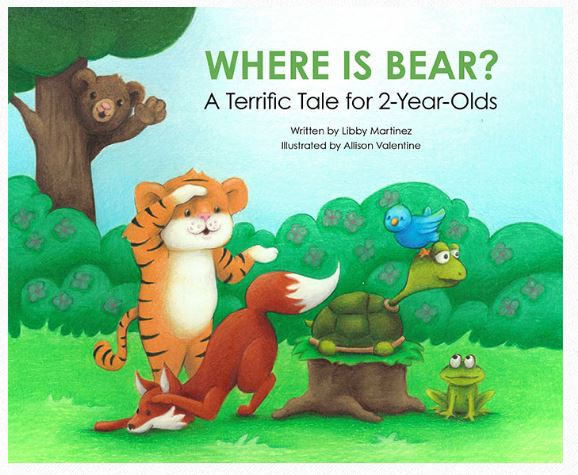 WHERE IS BEAR?
A Terrific Tale for 2-Year-Olds
Written by Libby Martinez
Illustrated by Allison Valentine